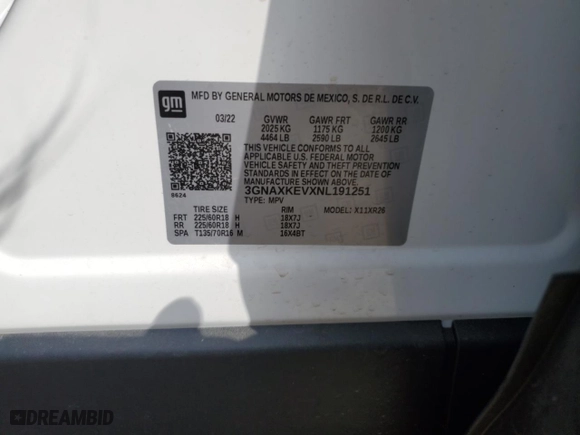 gm
MFD BY GENERAL MOTORS DE MEXICO, S. DE R.L. DE C.V.
03/22 GVWR GAWR FRT GAWR RR
2025 KG 1175 KG 1200 KG
4464 LB 2590 LB 2645 LB
THIS VEHICLE CONFORMS TO ALL
APPLICABLE U.S. FEDERAL MOTOR
VEHICLE SAFETY AND THEFT PREVENTION
STANDARDS IN EFFECT ON THE DATE OF
MANUFACTURE SHOWN ABOVE.
3GNAXKEVXNL191251
0624 TYPE: MPV
TIRE SIZE RIM MODEL: X11XR26
FRT 225/60R18 H 18X7J
RR 225/60R18 H 18X7J
SPA T135/70R16 M 16X4BT
DREAMBID